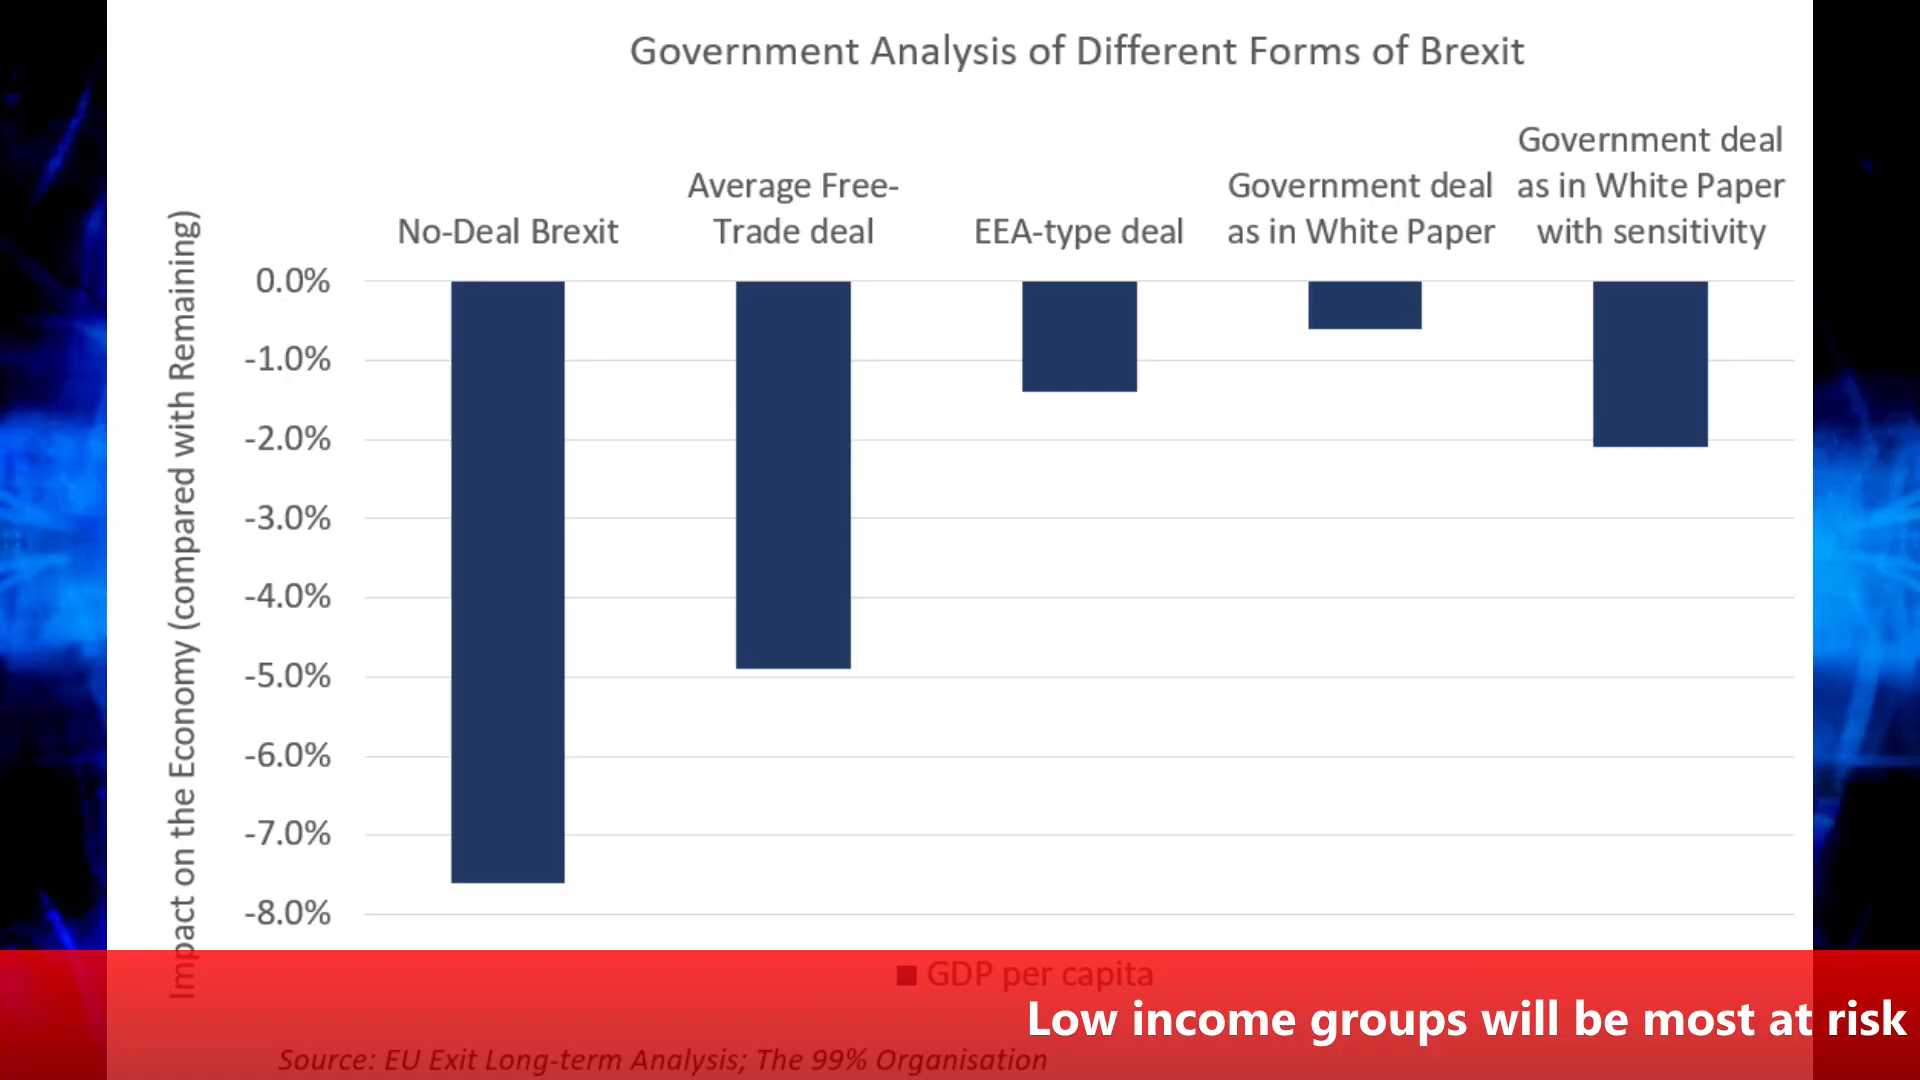 Government Analysis of Different Forms of Brexit
No-Deal Brexit
Average Free-
Trade deal
EEA-type deal
Government deal
as in White Paper
Government deal
as in White Paper
with sensitivity
Impact on the Economy (compared with Remaining)
0.0%
-1.0%
-2.0%
-3.0%
-4.0%
-5.0%
-6.0%
-7.0%
-8.0%
GDP per capita
Low income groups will be most at risk
Source: EU Exit Long-term Analysis; The 99% Organisation